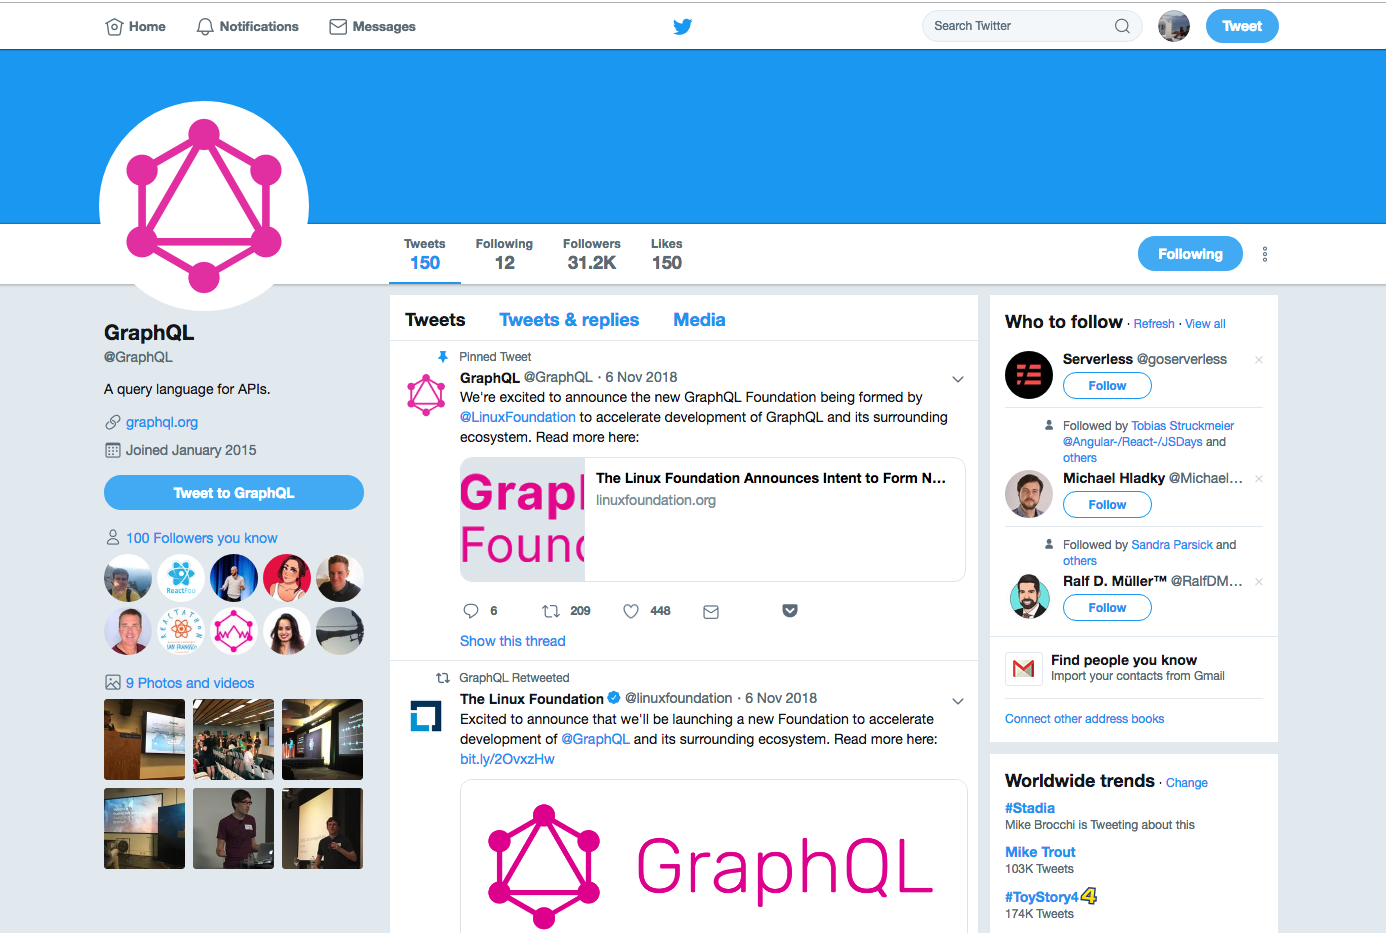 Home
Notifications
Messages
Search Twitter
Tweet
Tweets
150
Following
12
Followers
31.2K
Likes
150
Following
GraphQL
@GraphQL
A query language for APIs.
graphql.org
Joined January 2015
Tweet to GraphQL
100 Followers you know
ReactFou
REACTATHON
SAN FRANCISCO
9 Photos and videos
Tweets
Tweets & replies
Media
Pinned Tweet
GraphQL @GraphQL · 6 Nov 2018
We're excited to announce the new GraphQL Foundation being formed by
@LinuxFoundation to accelerate development of GraphQL and its surrounding
ecosystem. Read more here:
Grap
Found
The Linux Foundation Announces Intent to Form N...
linuxfoundation.org
6
209
448
Show this thread
GraphQL Retweeted
The Linux Foundation @linuxfoundation · 6 Nov 2018
Excited to announce that we'll be launching a new Foundation to accelerate
development of @GraphQL and its surrounding ecosystem. Read more here:
bit.ly/2OvxzHw
GraphQL
Who to follow · Refresh · View all
Serverless @goserverless
Follow
Followed by Tobias Struckmeier
@Angular-/React-/JSDays and
others
Michael Hladky @Michael...
Follow
Followed by Sandra Parsick and
others
Ralf D. Müller™ @RalfDM...
Follow
Find people you know
Import your contacts from Gmail
Connect other address books
Worldwide trends · Change
#Stadia
Mike Brocchi is Tweeting about this
Mike Trout
103K Tweets
#ToyStory4 4
174K Tweets